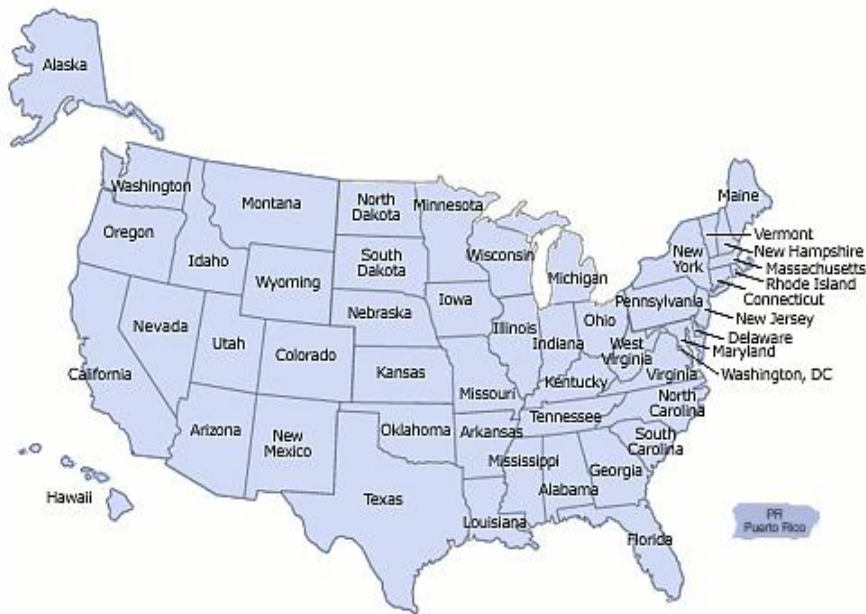 Alaska
Washington
Montana
North
Dakota
Minnesota
Maine
Oregon
Vermont
Idaho
South
Dakota
Wisconsin
New
York
New Hampshire
Massachusetts
Wyoming
Michigan
Rhode Island
Connecticut
Iowa
Pennsylvania
Nebraska
Nevada
Illinois
Ohio
New Jersey
Utah
Indiana
Delaware
Colorado
West
Virginia
Maryland
California
Kansas
Missouri
Kentucky
Virginia
Washington, DC
North
Carolina
Tennessee
Arizona
New
Mexico
Oklahoma
Arkansas
South
Carolina
Mississippi
Georgia
Hawaii
Texas
Alabama
Louisiana
PR
Puerto Rico
Florida